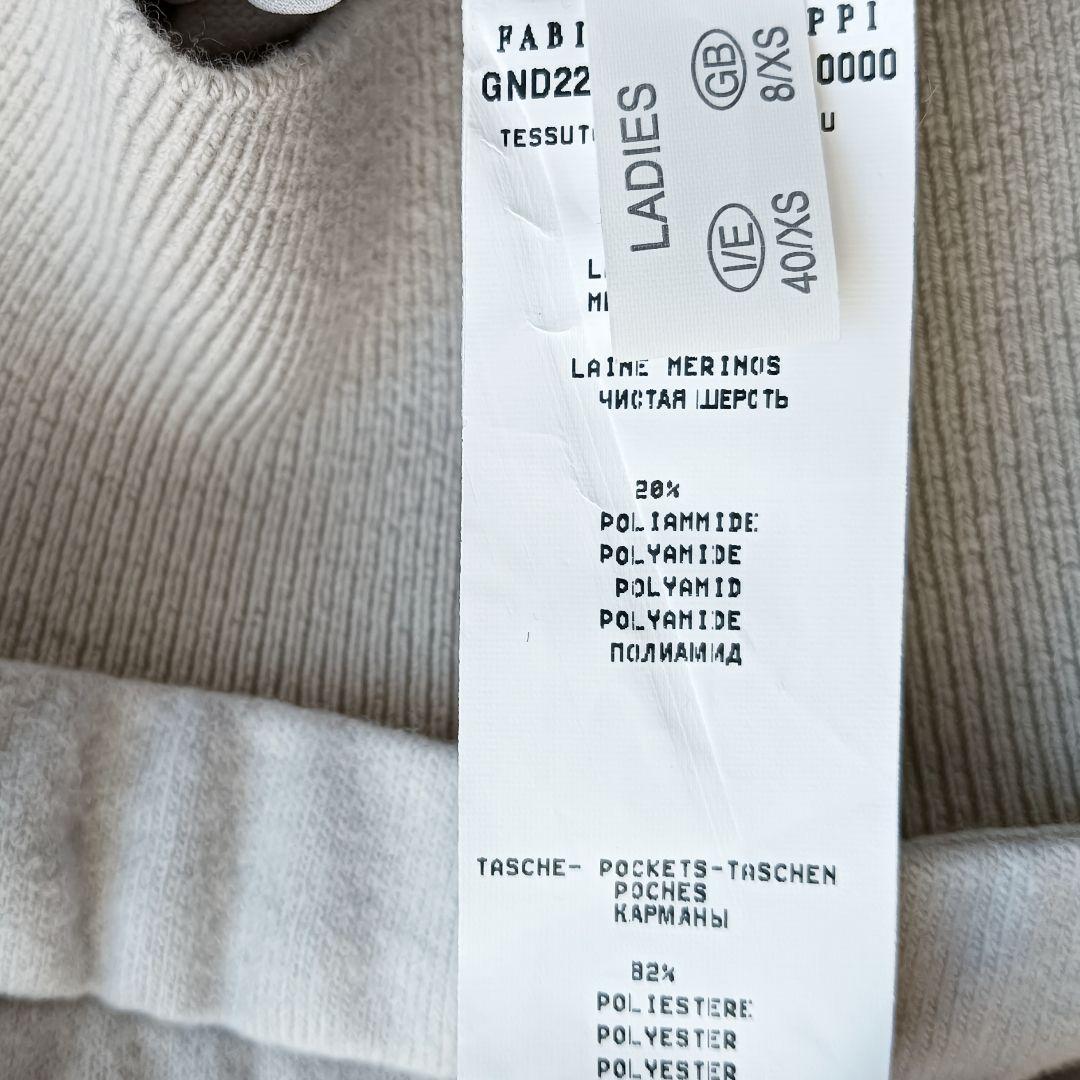 FABI PPI
GND22 0000
TESSUT U
LADIES
GB
8/XS
I/E
40/XS
L
LAINE MERINOS
ЧИСТАЯ ШЕРСТЬ
20%
POLIAMMIDE
POLYAMIDE
POLYAMID
POLYAMIDE
ПОЛИАМИД
TASCHE- POCKETS-TASCHEN
POCHES
КАРМАНЫ
82%
POLIESTERE
POLYESTER
POLYESTER